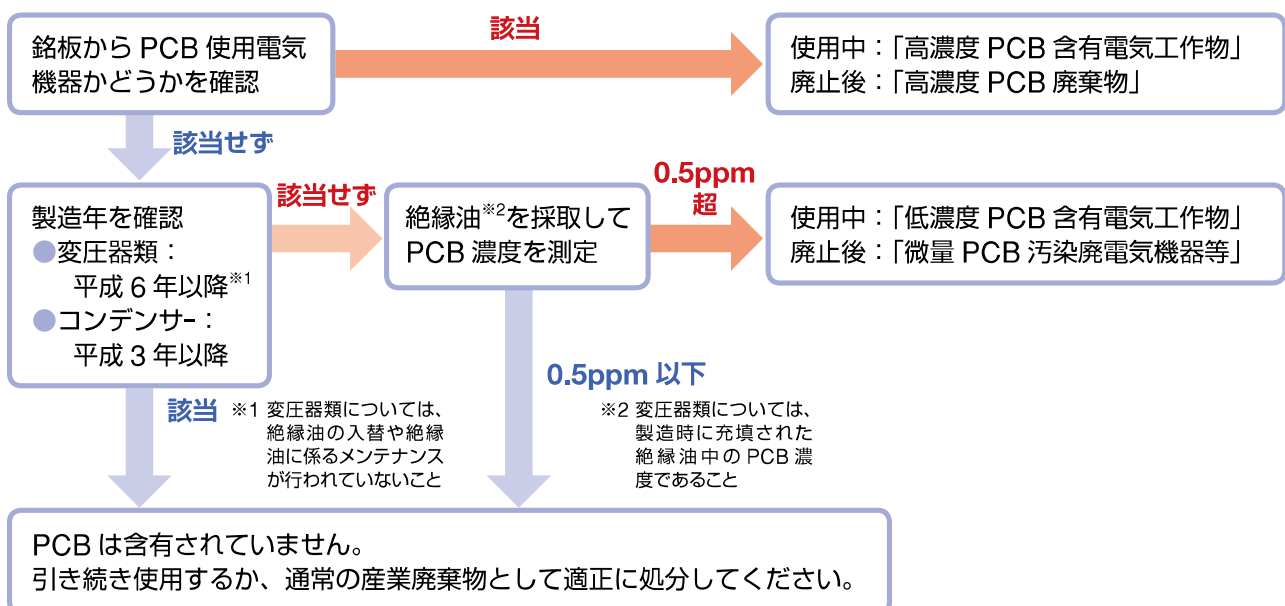 銘板から PCB 使用電気
機器かどうかを確認
該当
使用中：「高濃度 PCB 含有電気工作物」
廃止後：「高濃度 PCB 廃棄物」
該当せず
製造年を確認
●変圧器類：
平成 6 年以降※1
●コンデンサー：
平成 3 年以降
該当せず
絶縁油※2を採取して
PCB 濃度を測定
0.5ppm
超
使用中：「低濃度 PCB 含有電気工作物」
廃止後：「微量 PCB 汚染廃電気機器等」
該当
※1 変圧器類については、
絶縁油の入替や絶縁
油に係るメンテナンス
が行われていないこと
0.5ppm 以下
※2 変圧器類については、
製造時に充填された
絶縁油中の PCB 濃
度であること
PCB は含有されていません。
引き続き使用するか、通常の産業廃棄物として適正に処分してください。